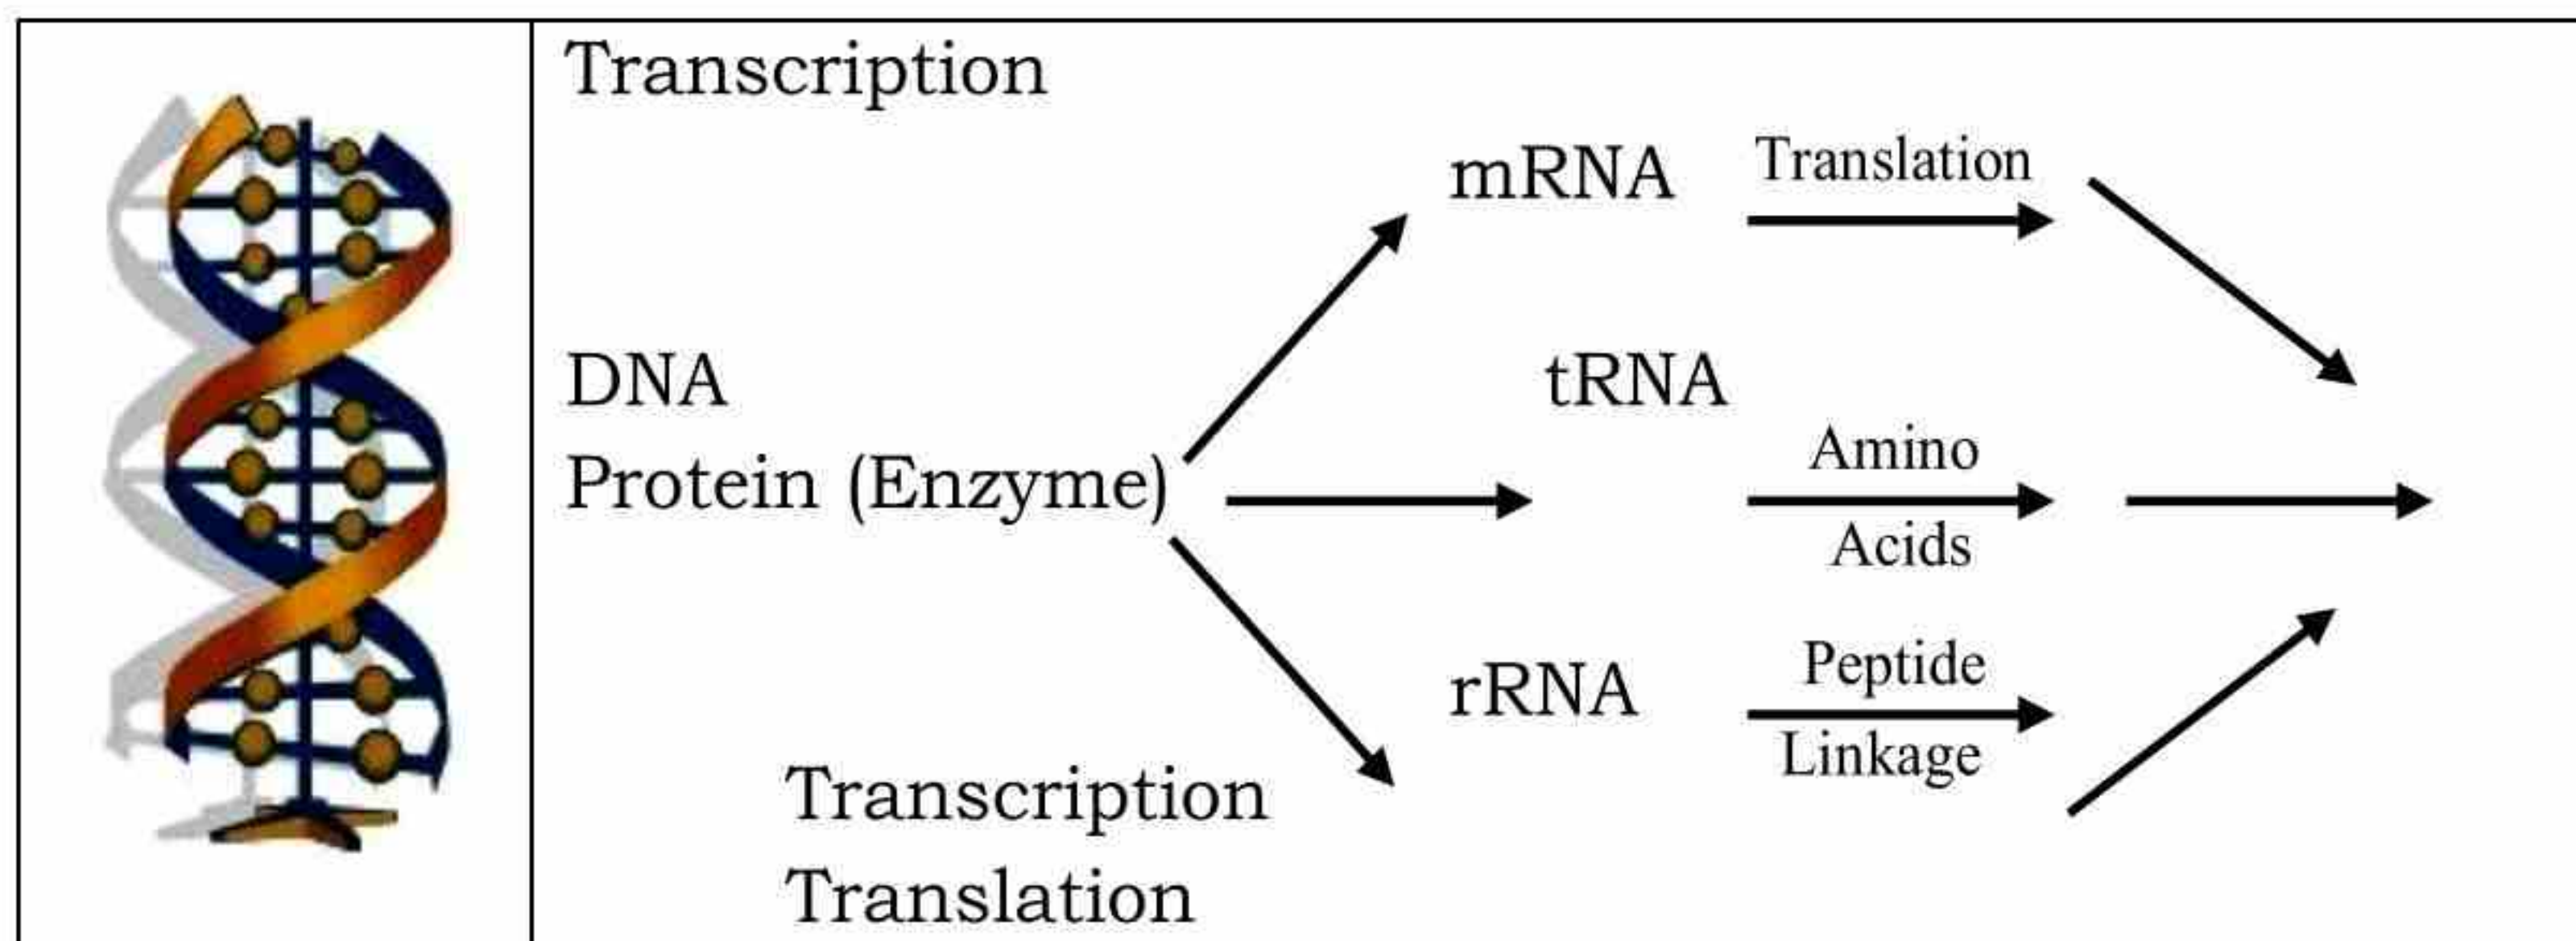 Transcription
mRNA
Translation
DNA
tRNA
Protein (Enzyme)
Amino
Acids
rRNA
Peptide
Linkage
Transcription
Translation